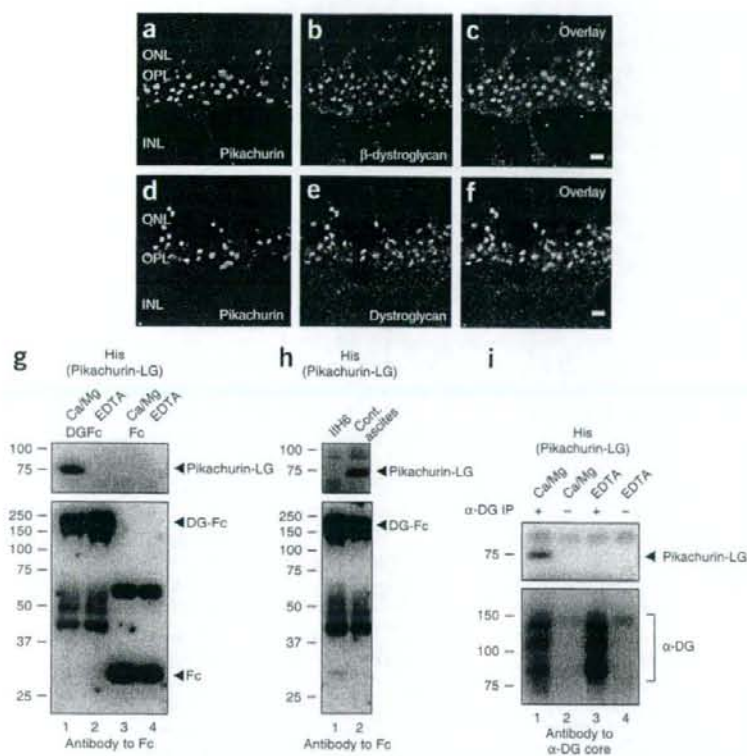 a b c
ONL Overlay
OPL
INL
Pikachurin β-dystroglycan
d e f
ONL Overlay
OPL
INL
Pikachurin Dystroglycan
g h i
His
(Pikachurin-LG)
Ca/Mg EDTA Ca/Mg EDTA
DGFc Fc
100
75
Pikachurin-LG
250
150
100
75
50
37
25
DG-Fc
Fc
1 2 3 4
Antibody to Fc
His
(Pikachurin-LG)
IIH6 Cont. ascites
100
75
Pikachurin-LG
250
150
100
75
50
37
25
DG-Fc
1 2
Antibody to Fc
His
(Pikachurin-LG)
Ca/Mg Ca/Mg EDTA EDTA
α-DG IP + − + −
75
Pikachurin-LG
150
100
75
α-DG
1 2 3 4
Antibody to
α-DG core